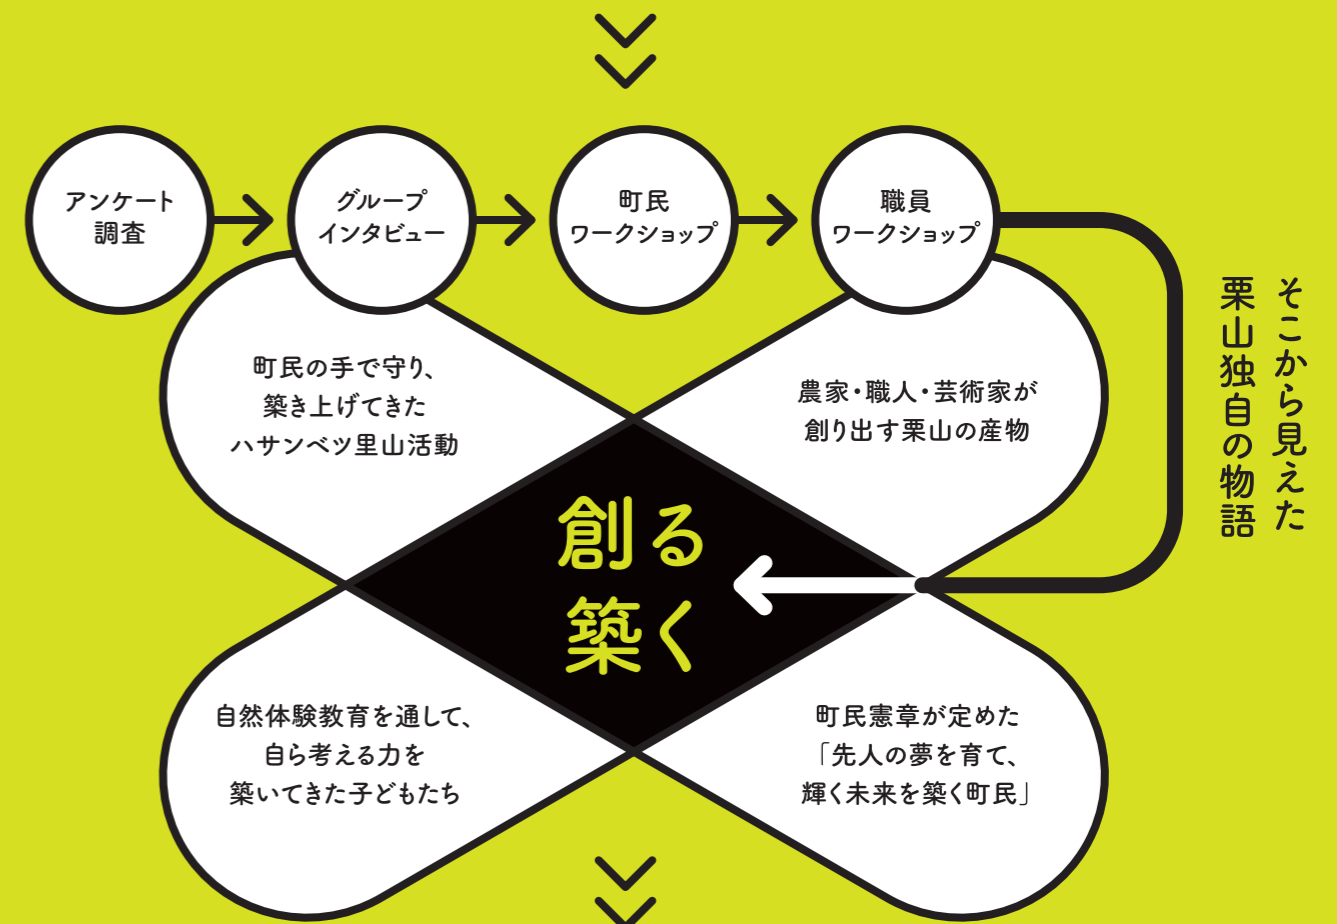 アンケート
調査
グループ
インタビュー
町民
ワークショップ
職員
ワークショップ
そこから見えた
栗山独自の物語
町民の手で守り、
築き上げてきた
ハサンベツ里山活動
農家・職人・芸術家が
創り出す栗山の産物
創る
築く
自然体験教育を通して、
自ら考える力を
築いてきた子どもたち
町民憲章が定めた
「先人の夢を育て、
輝く未来を築く町民」